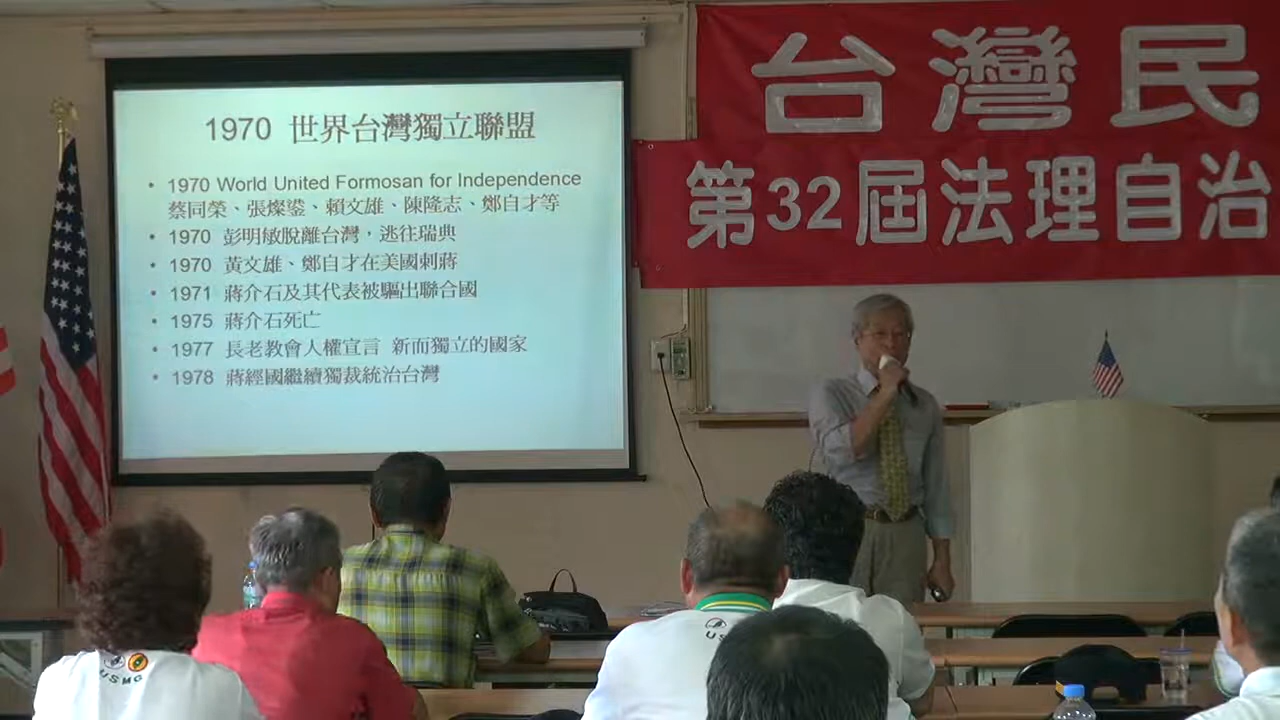 1970 世界台灣獨立聯盟
• 1970 World United Formosan for Independence
蔡同榮、張燦鍙、賴文雄、陳隆志、鄭自才等
• 1970 彭明敏脫離台灣，逃往瑞典
• 1970 黃文雄、鄭自才在美國刺蔣
• 1971 蔣介石及其代表被驅出聯合國
• 1975 蔣介石死亡
• 1977 長老教會人權宣言 新而獨立的國家
• 1978 蔣經國繼續獨裁統治台灣
台灣民
第32屆法理自治
USMG
US